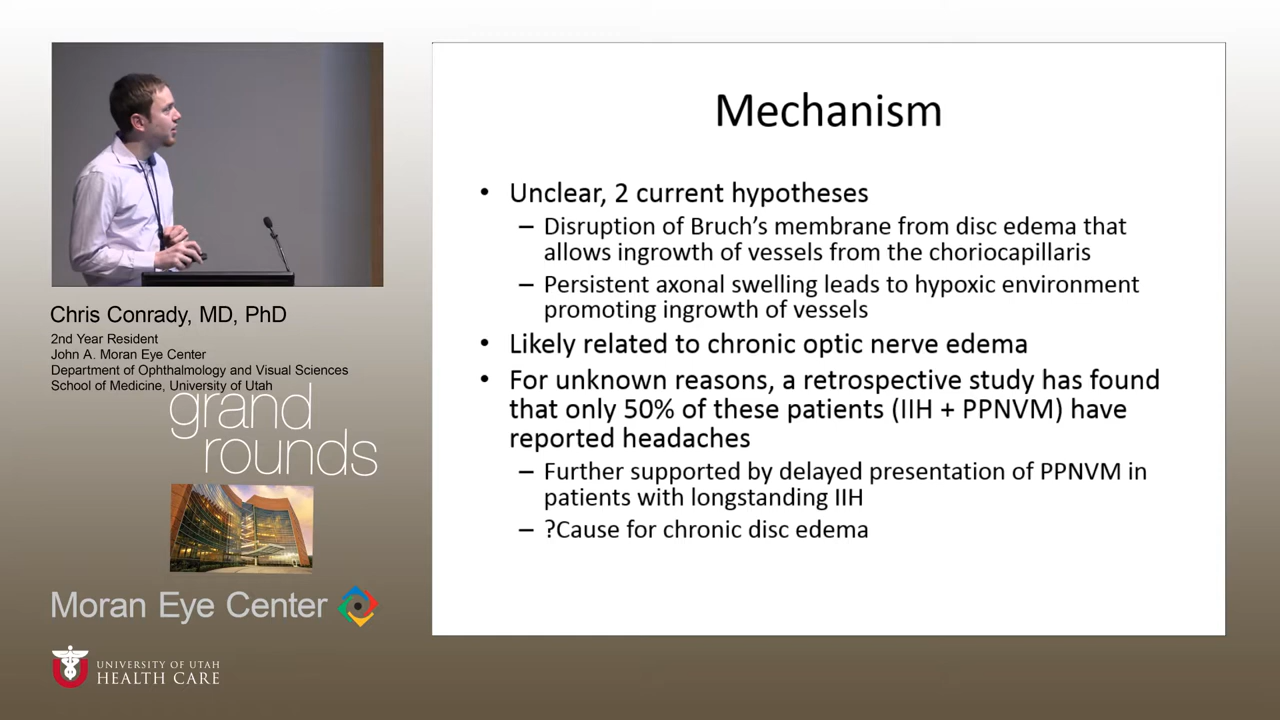 Mechanism
• Unclear, 2 current hypotheses
– Disruption of Bruch's membrane from disc edema that
allows ingrowth of vessels from the choriocapillaris
– Persistent axonal swelling leads to hypoxic environment
promoting ingrowth of vessels
• Likely related to chronic optic nerve edema
• For unknown reasons, a retrospective study has found
that only 50% of these patients (IIH + PPNVM) have
reported headaches
– Further supported by delayed presentation of PPNVM in
patients with longstanding IIH
– ?Cause for chronic disc edema
Chris Conrady, MD, PhD
2nd Year Resident
John A. Moran Eye Center
Department of Ophthalmology and Visual Sciences
School of Medicine, University of Utah
grand
rounds
Moran Eye Center
U
UNIVERSITY OF UTAH
HEALTH CARE